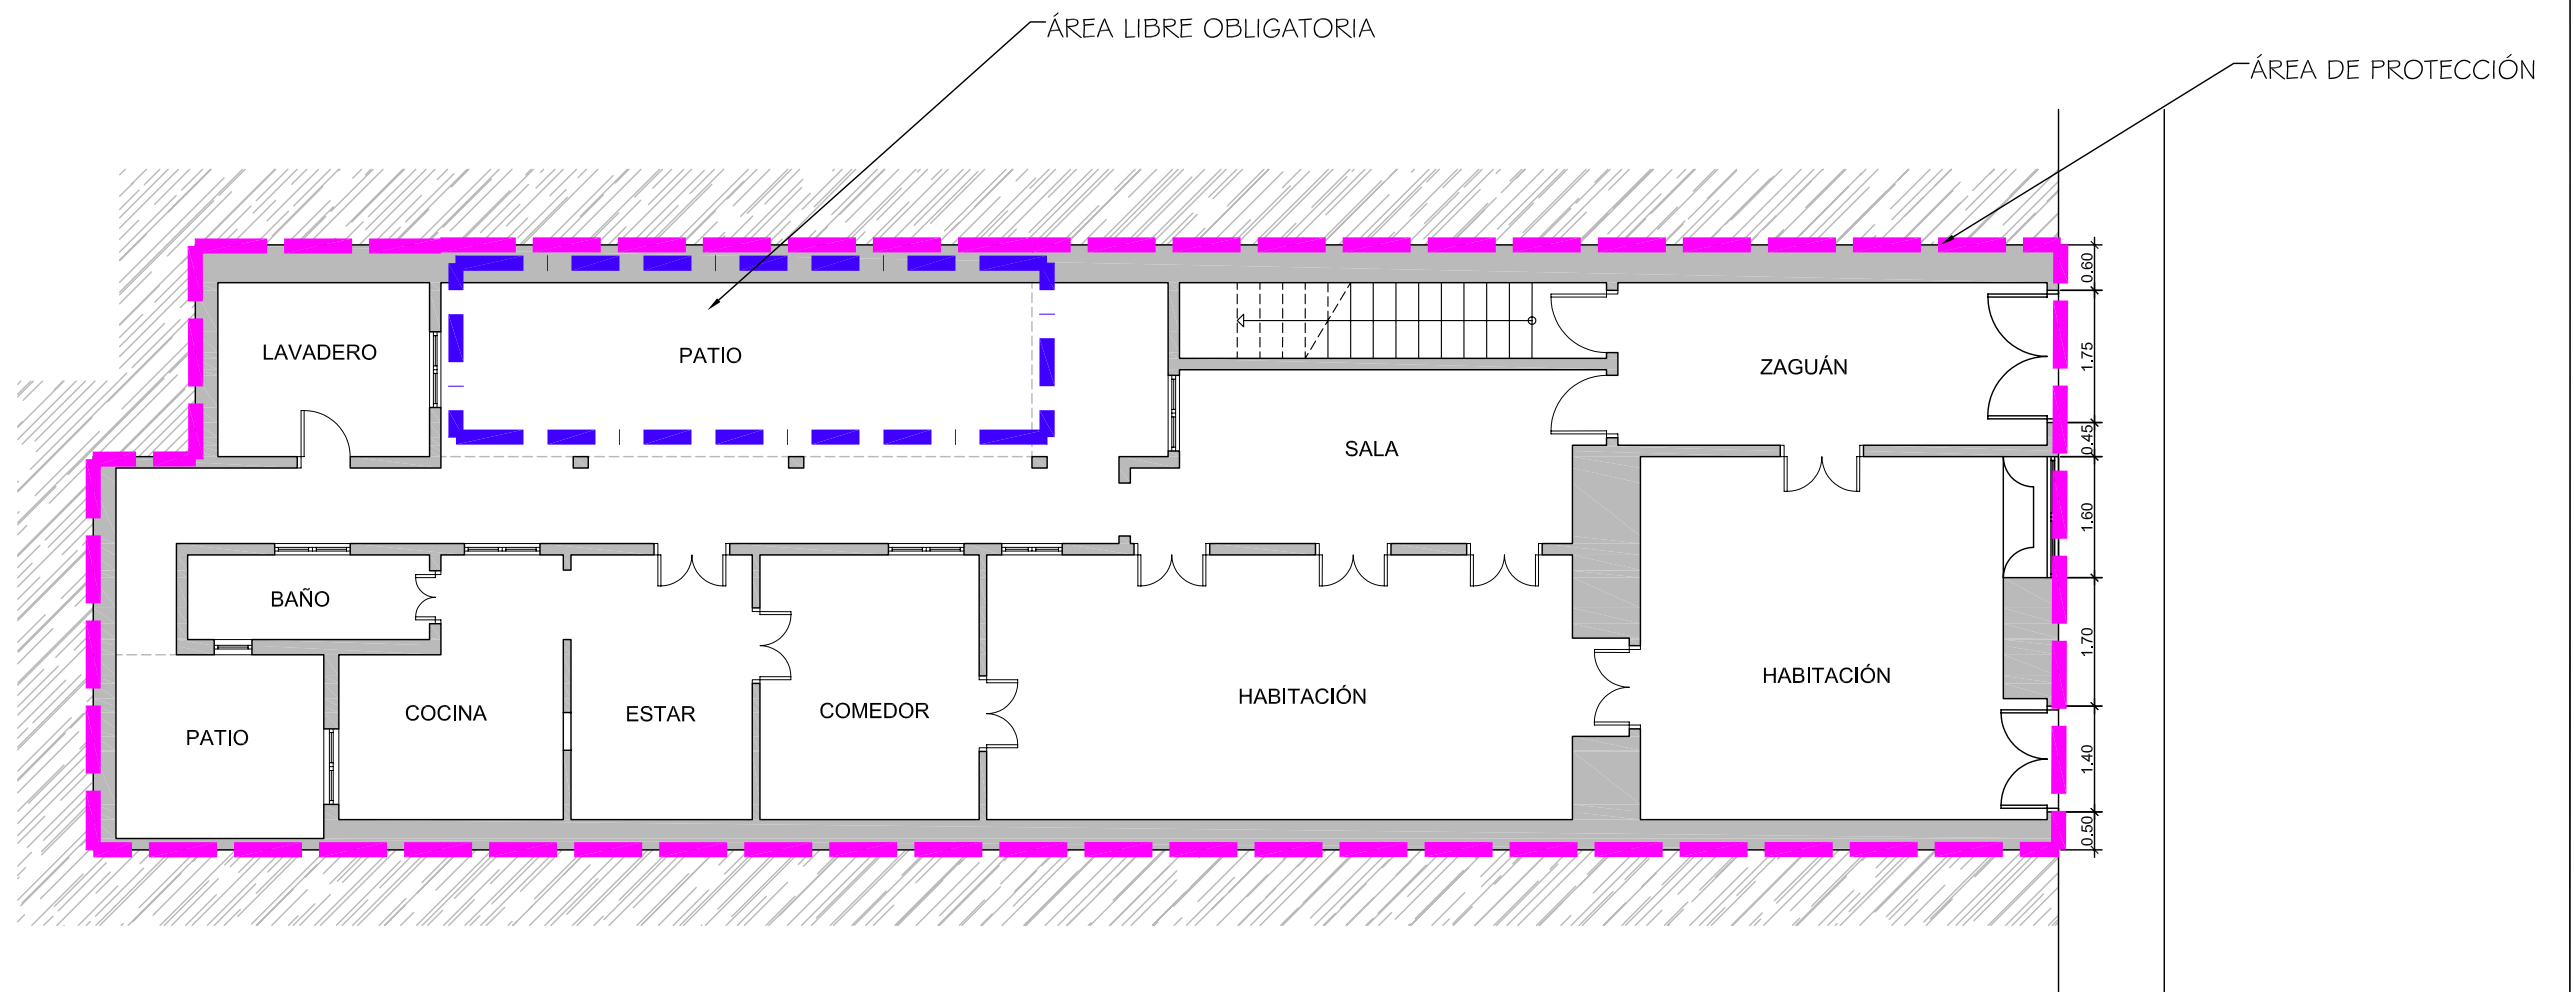 ÁREA LIBRE OBLIGATORIA
ÁREA DE PROTECCIÓN
0.60
LAVADERO
PATIO
ZAGUÁN
1.75
SALA
0.45
1.60
BAÑO
1.70
HABITACIÓN
HABITACIÓN
COCINA
ESTAR
COMEDOR
PATIO
1.40
0.50